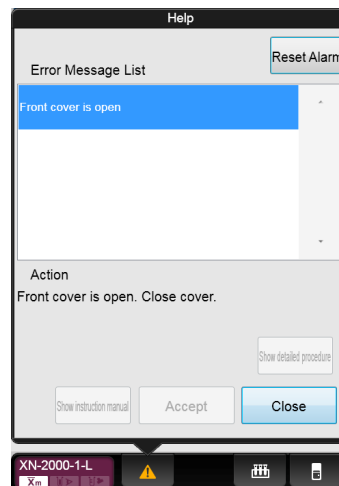 Help
Reset Alarm
Error Message List
Front cover is open
Action
Front cover is open. Close cover.
Show detailed procedure
Show instruction manual
Accept
Close
XN-2000-1-L
Xm